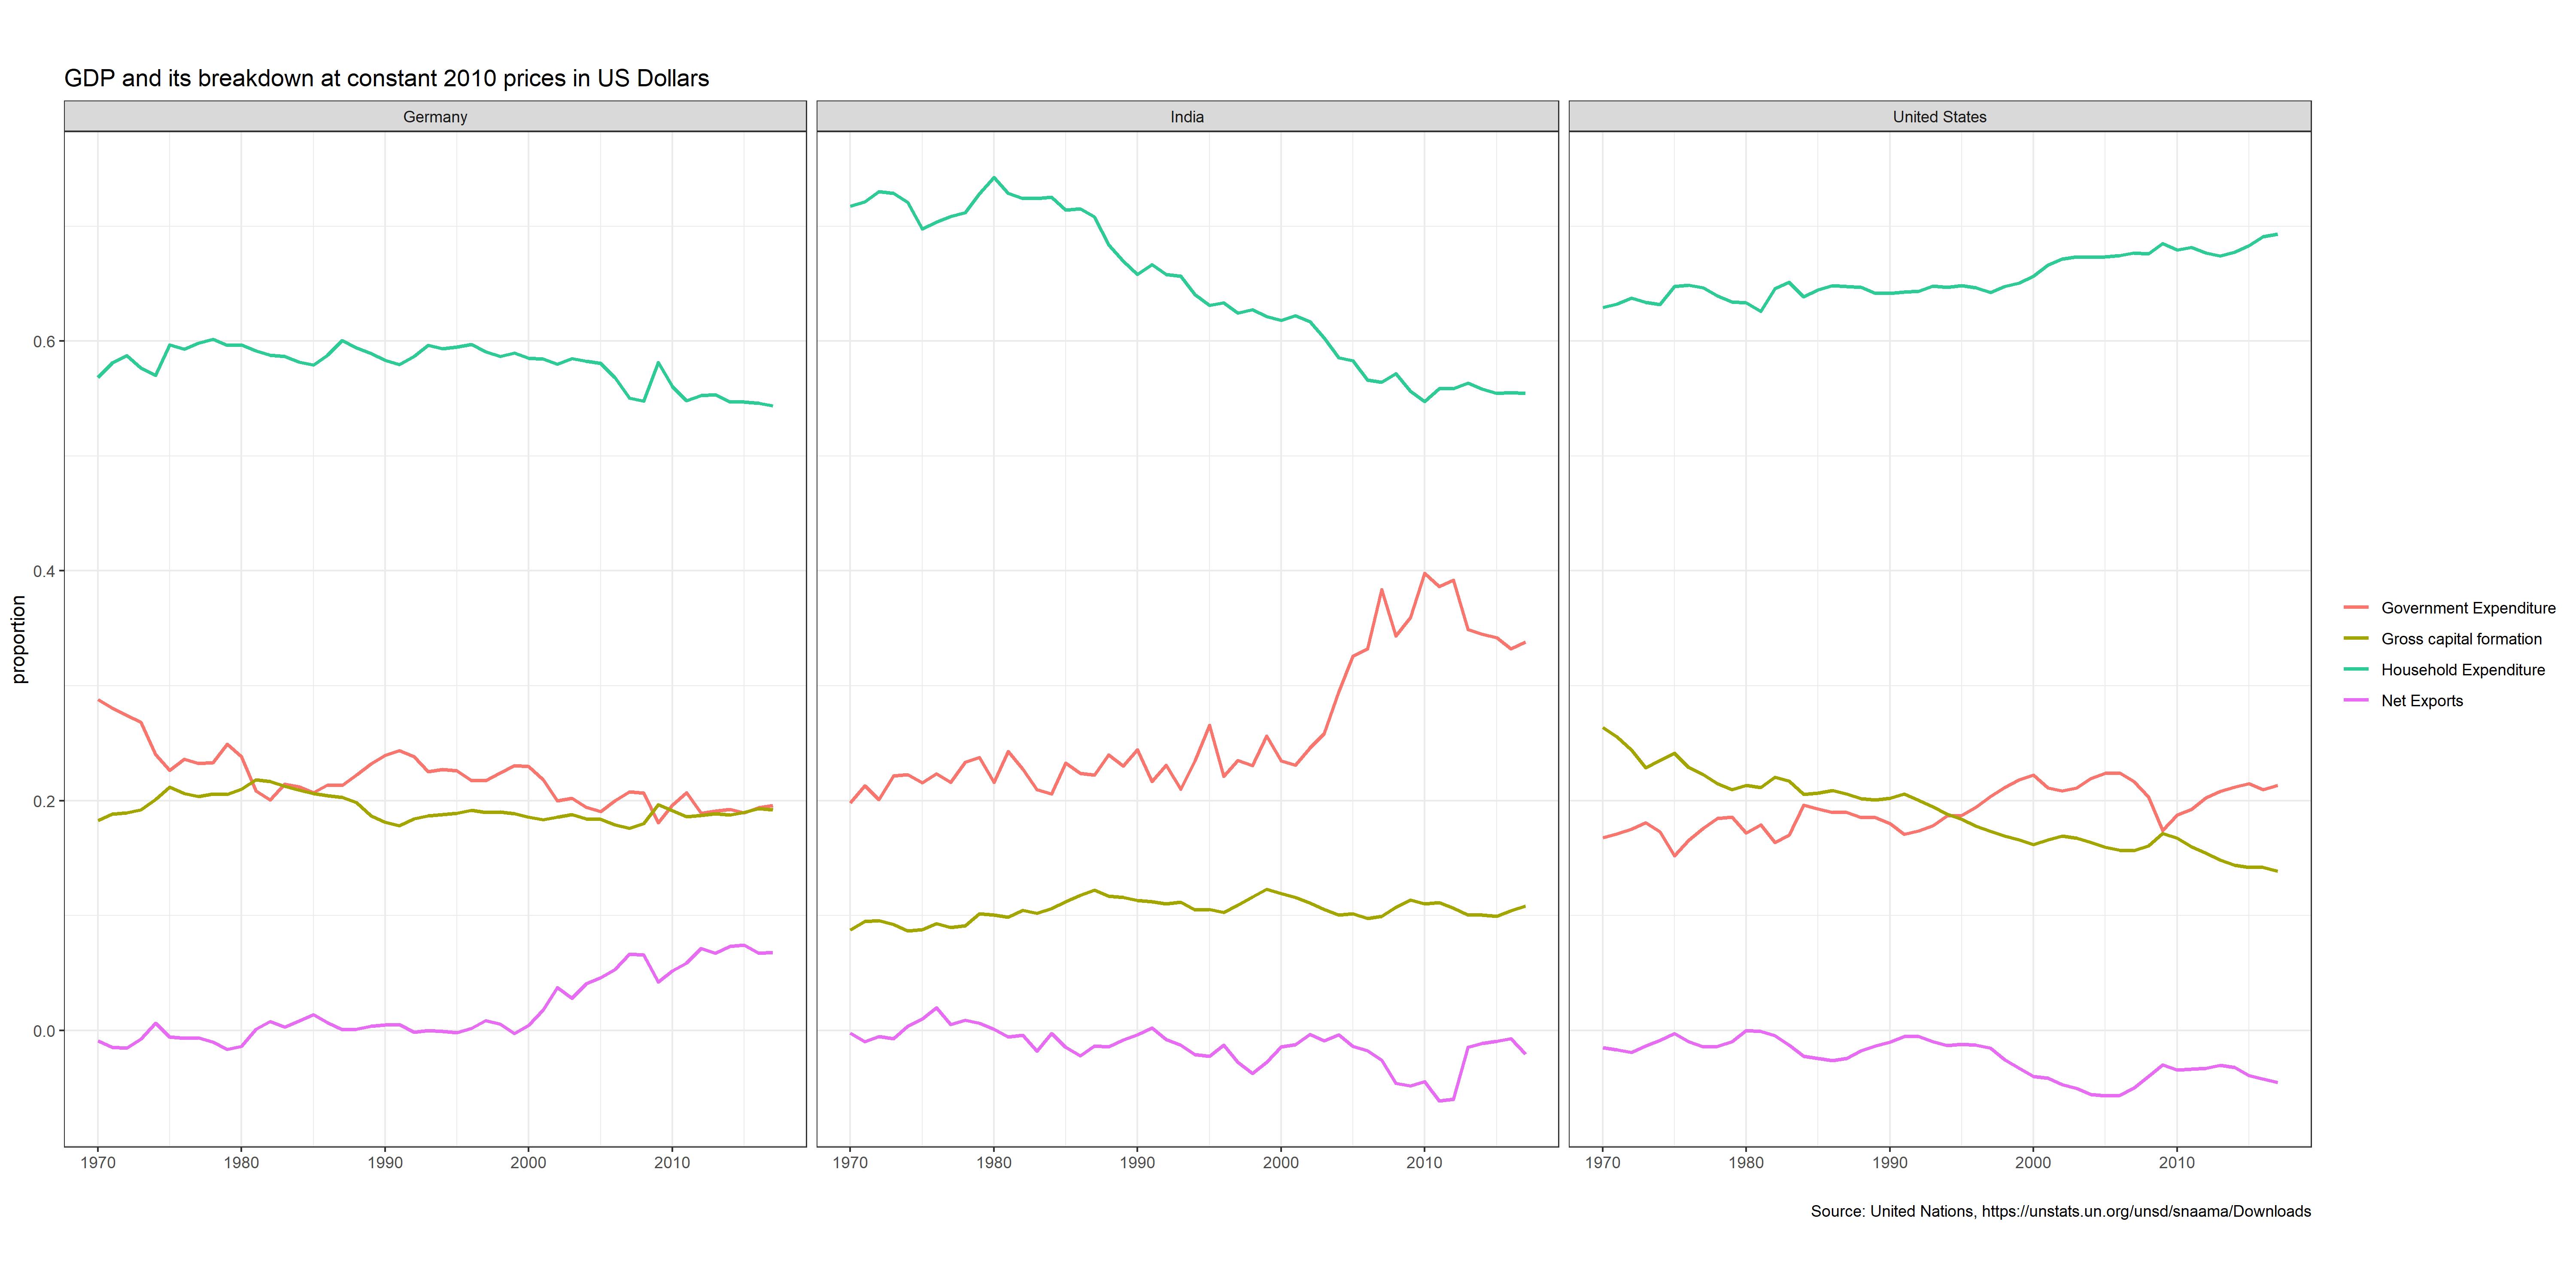 GDP and its breakdown at constant 2010 prices in US Dollars
Germany
India
United States
proportion
0.6
0.4
0.2
0.0
1970 1980 1990 2000 2010
1970 1980 1990 2000 2010
1970 1980 1990 2000 2010
Government Expenditure
Gross capital formation
Household Expenditure
Net Exports
Source: United Nations, https://unstats.un.org/unsd/snaama/Downloads